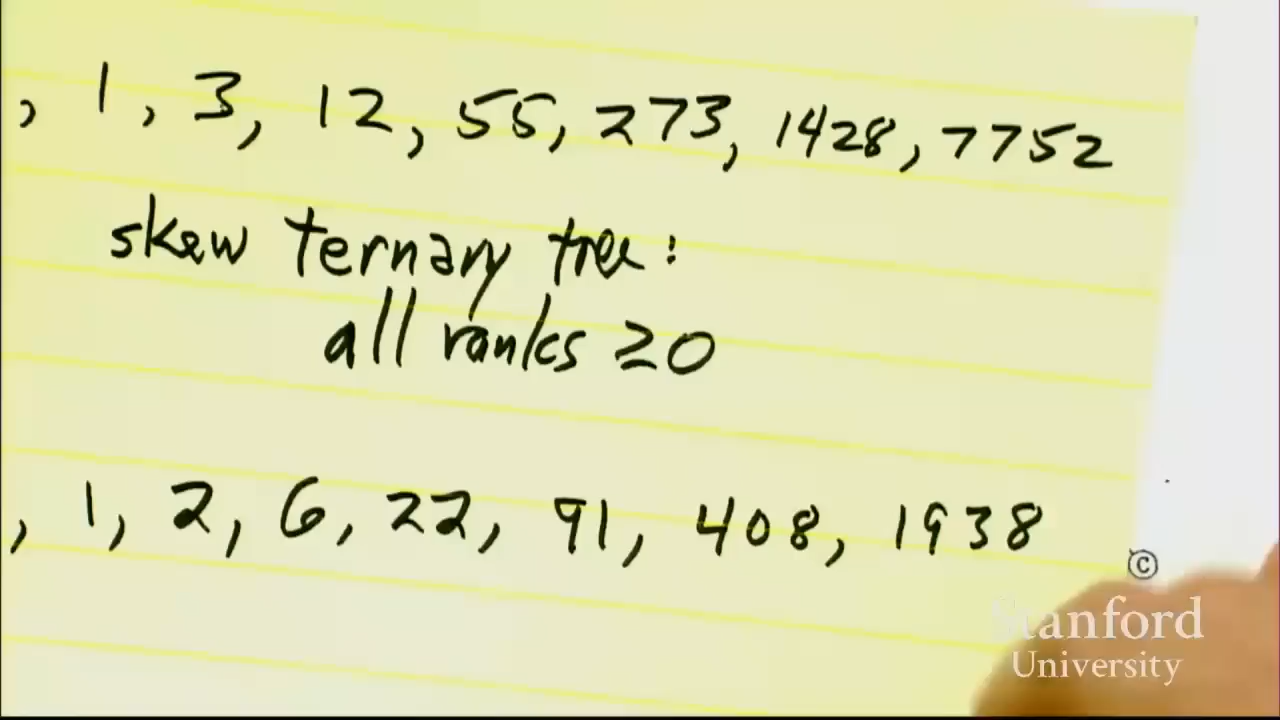 , 1, 3, 12, 55, 273, 1428, 7752
skew ternary tree:
all ranks ≥0
, 1, 2, 6, 22, 91, 408, 1938
©
Stanford
University